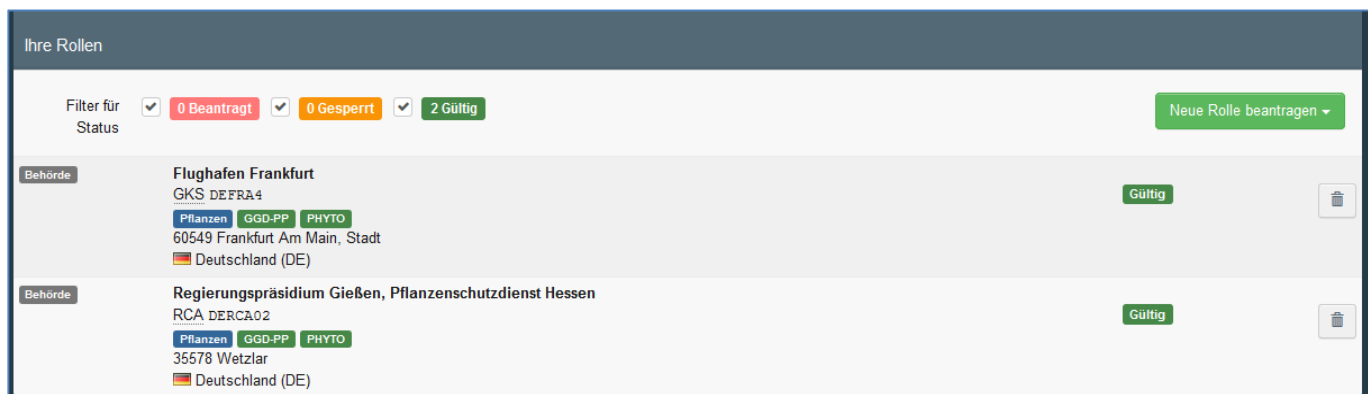 Ihre Rollen
Filter für Status 0 Beantragt 0 Gesperrt 2 Gültig Neue Rolle beantragen
Behörde Flughafen Frankfurt
GKS DEFRA4 Gültig
Pflanzen GGD-PP PHYTO
60549 Frankfurt Am Main, Stadt
Deutschland (DE)
Behörde Regierungspräsidium Gießen, Pflanzenschutzdienst Hessen
RCA DERCA02 Gültig
Pflanzen GGD-PP PHYTO
35578 Wetzlar
Deutschland (DE)